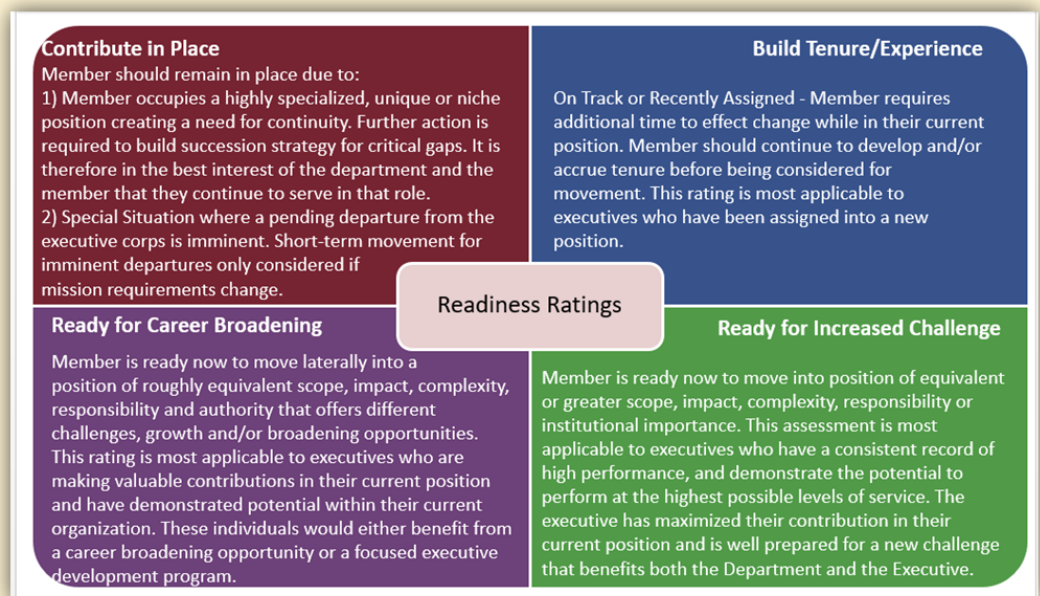 Contribute in Place
Member should remain in place due to:
1) Member occupies a highly specialized, unique or niche
position creating a need for continuity. Further action is
required to build succession strategy for critical gaps. It is
therefore in the best interest of the department and the
member that they continue to serve in that role.
2) Special Situation where a pending departure from the
executive corps is imminent. Short-term movement for
imminent departures only considered if
mission requirements change.
Build Tenure/Experience
On Track or Recently Assigned - Member requires
additional time to effect change while in their current
position. Member should continue to develop and/or
accrue tenure before being considered for
movement. This rating is most applicable to
executives who have been assigned into a new
position.
Readiness Ratings
Ready for Career Broadening
Member is ready now to move laterally into a
position of roughly equivalent scope, impact, complexity,
responsibility and authority that offers different
challenges, growth and/or broadening opportunities.
This rating is most applicable to executives who are
making valuable contributions in their current position
and have demonstrated potential within their current
organization. These individuals would either benefit from
a career broadening opportunity or a focused executive
development program.
Ready for Increased Challenge
Member is ready now to move into position of equivalent
or greater scope, impact, complexity, responsibility or
institutional importance. This assessment is most
applicable to executives who have a consistent record of
high performance, and demonstrate the potential to
perform at the highest possible levels of service. The
executive has maximized their contribution in their
current position and is well prepared for a new challenge
that benefits both the Department and the Executive.